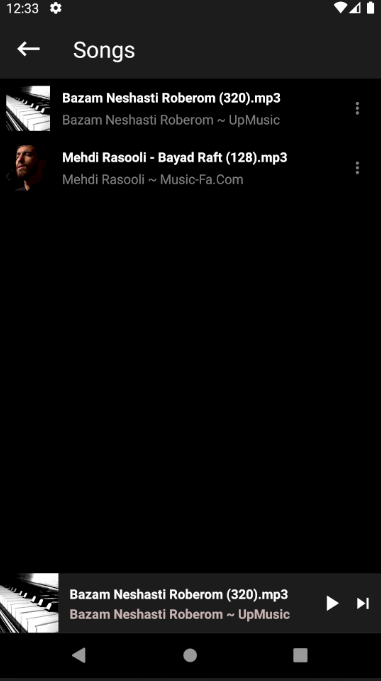 12:33
Songs
Bazam Neshasti Roberom (320).mp3
Bazam Neshasti Roberom ~ UpMusic
Mehdi Rasooli - Bayad Raft (128).mp3
Mehdi Rasooli ~ Music-Fa.Com
Bazam Neshasti Roberom (320).mp3
Bazam Neshasti Roberom ~ UpMusic